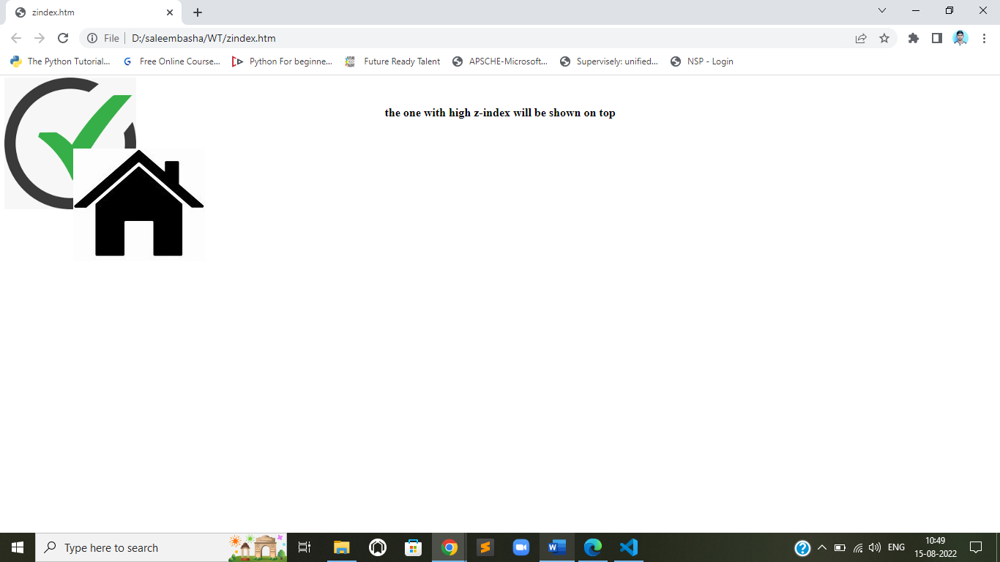 zindex.htm
File
D:/saleembasha/WT/zindex.htm
The Python Tutorial...
G Free Online Course...
Python For beginne...
Future Ready Talent
APSCHE-Microsoft...
Supervisely: unified...
NSP - Login
the one with high z-index will be shown on top
Type here to search
W
ENG
10:49
15-08-2022